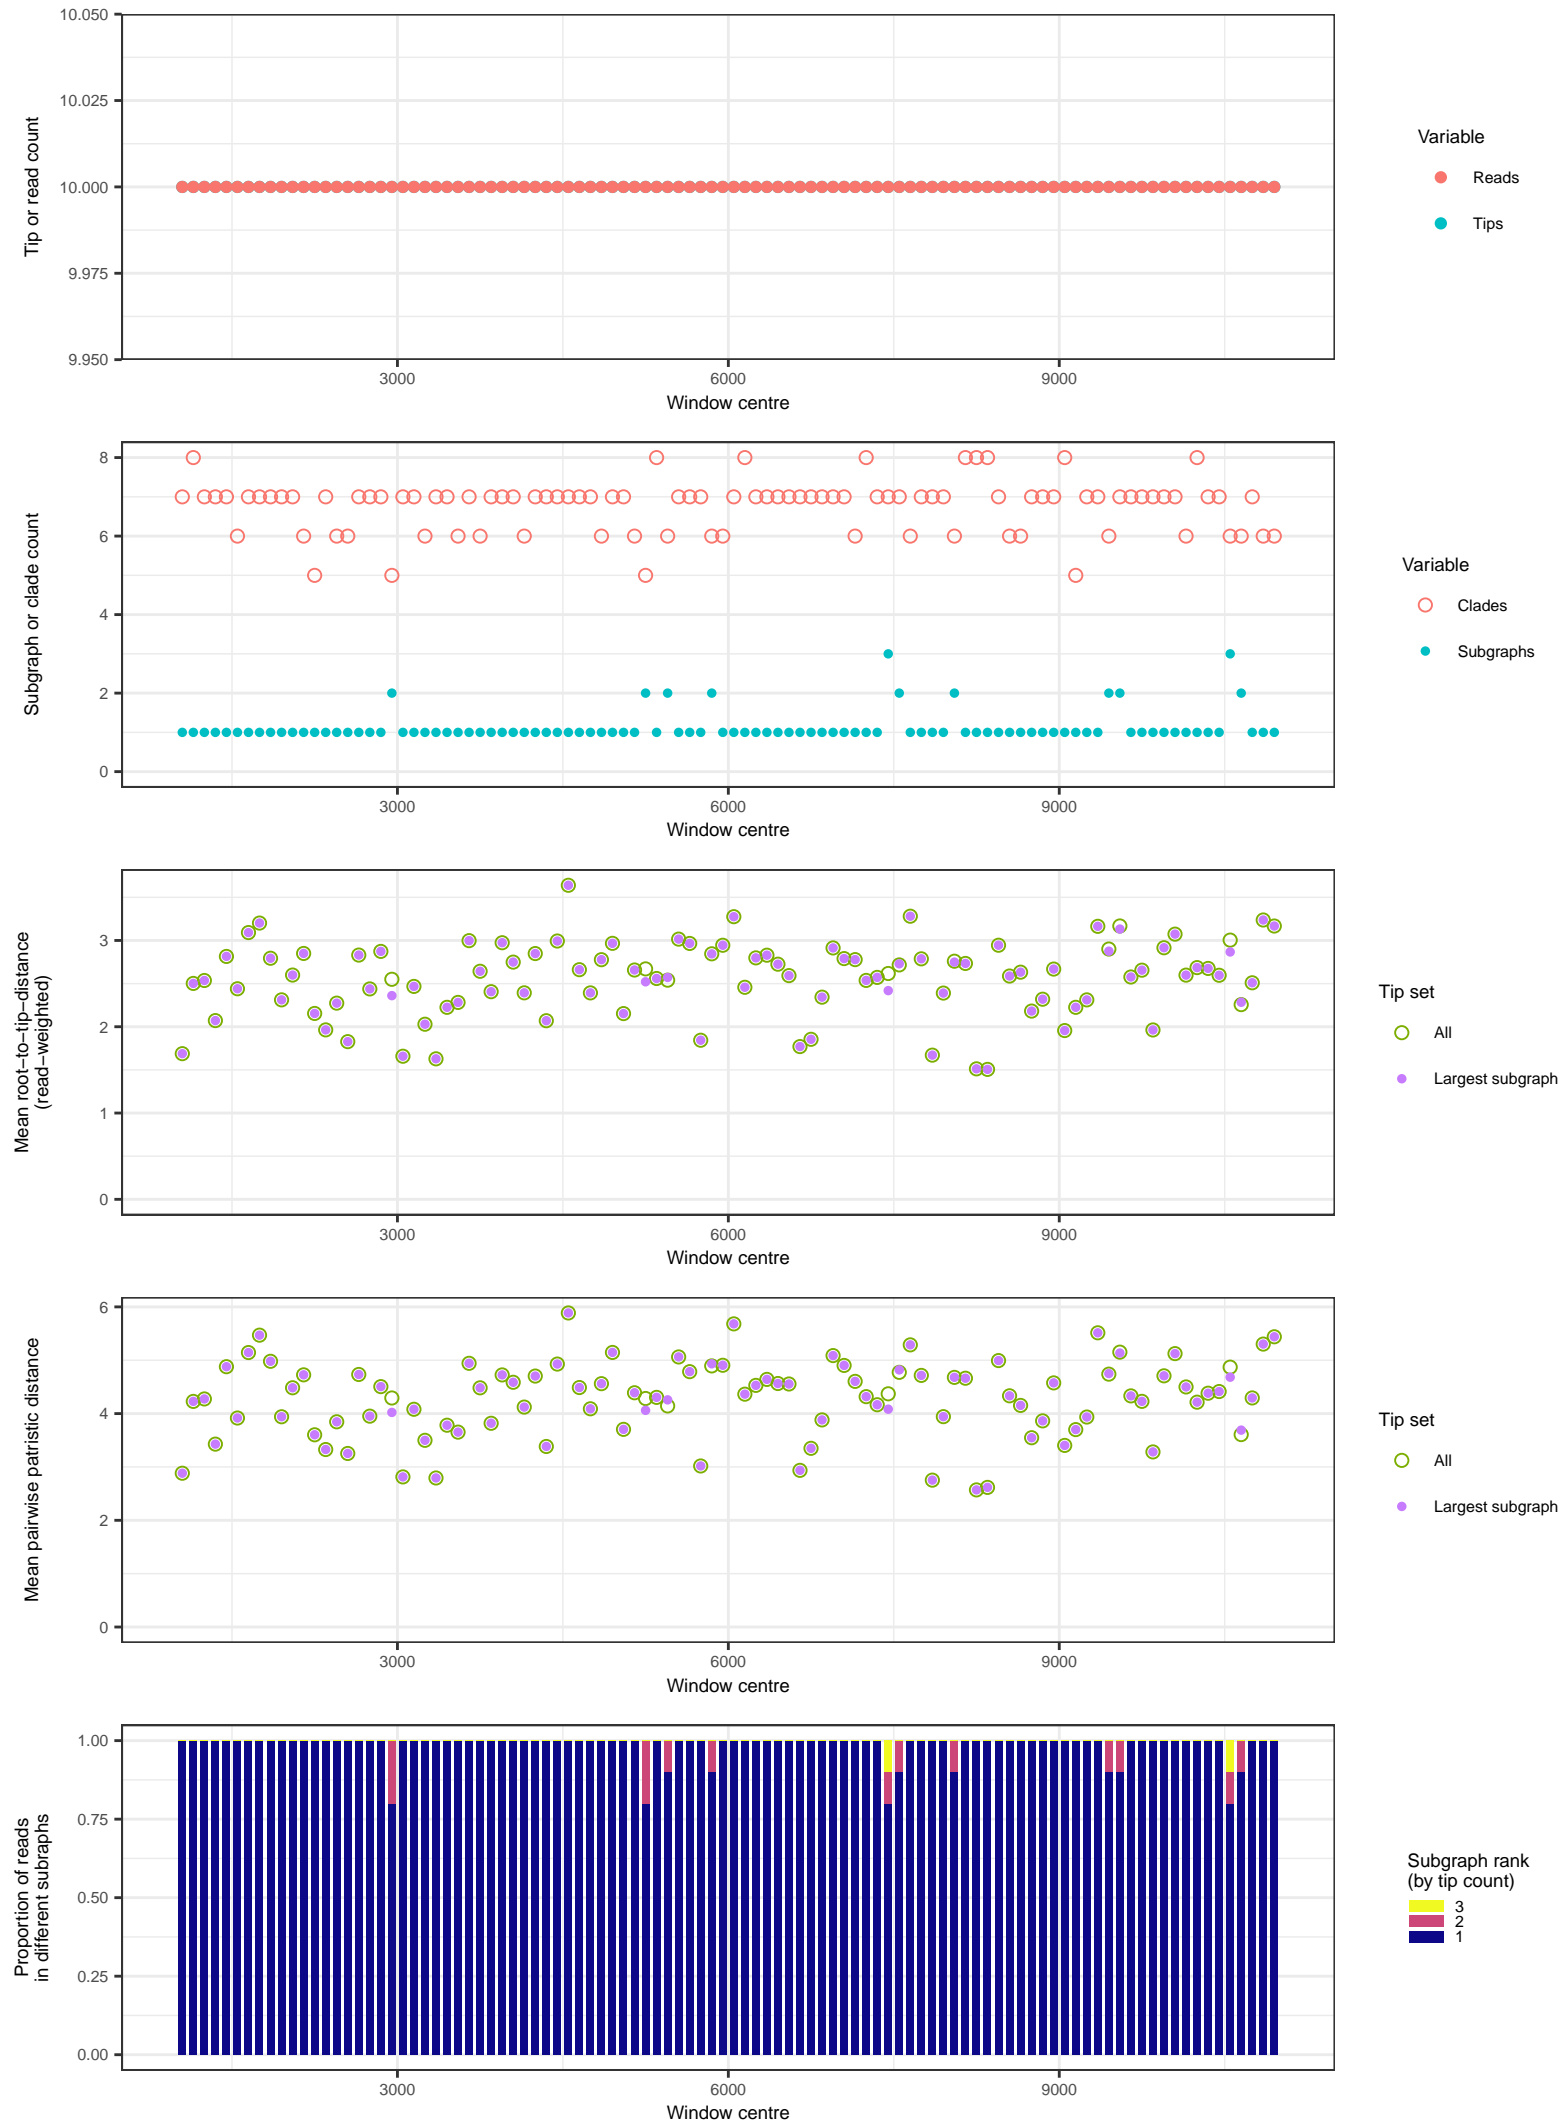 10.050
10.025
10.000
9.975
9.950
Tip or read count
3000
6000
9000
Window centre
Variable
Reads
Tips
8
6
4
2
0
Subgraph or clade count
3000
6000
9000
Window centre
Variable
Clades
Subgraphs
3
2
1
0
Mean root−to−tip−distance
(read−weighted)
3000
6000
9000
Window centre
Tip set
All
Largest subgraph
6
4
2
0
Mean pairwise patristic distance
3000
6000
9000
Window centre
Tip set
All
Largest subgraph
1.00
0.75
0.50
0.25
0.00
Proportion of reads
in different subraphs
3000
6000
9000
Window centre
Subgraph rank
(by tip count)
3
2
1